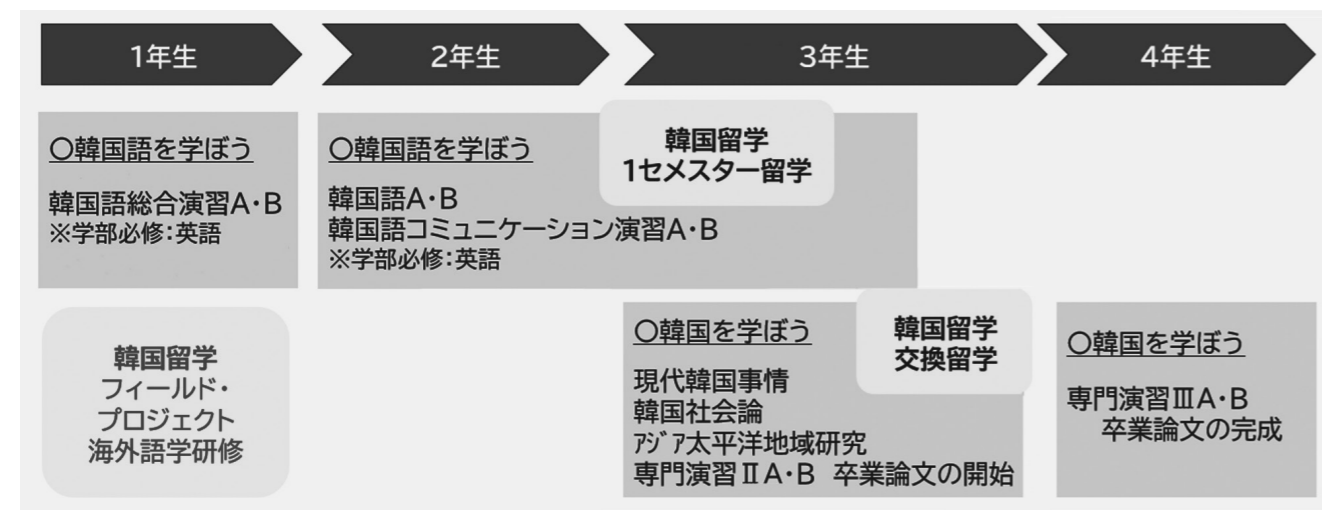 1年生
2年生
3年生
4年生
〇韓国語を学ぼう
韓国語総合演習A・B
※学部必修:英語
〇韓国語を学ぼう
韓国語A・B
韓国語コミュニケーション演習A・B
※学部必修:英語
韓国留学
1セメスター留学
韓国留学
フィールド・
プロジェクト
海外語学研修
〇韓国を学ぼう
現代韓国事情
韓国社会論
アジア太平洋地域研究
専門演習ⅡA・B 卒業論文の開始
韓国留学
交換留学
〇韓国を学ぼう
専門演習ⅢA・B
卒業論文の完成